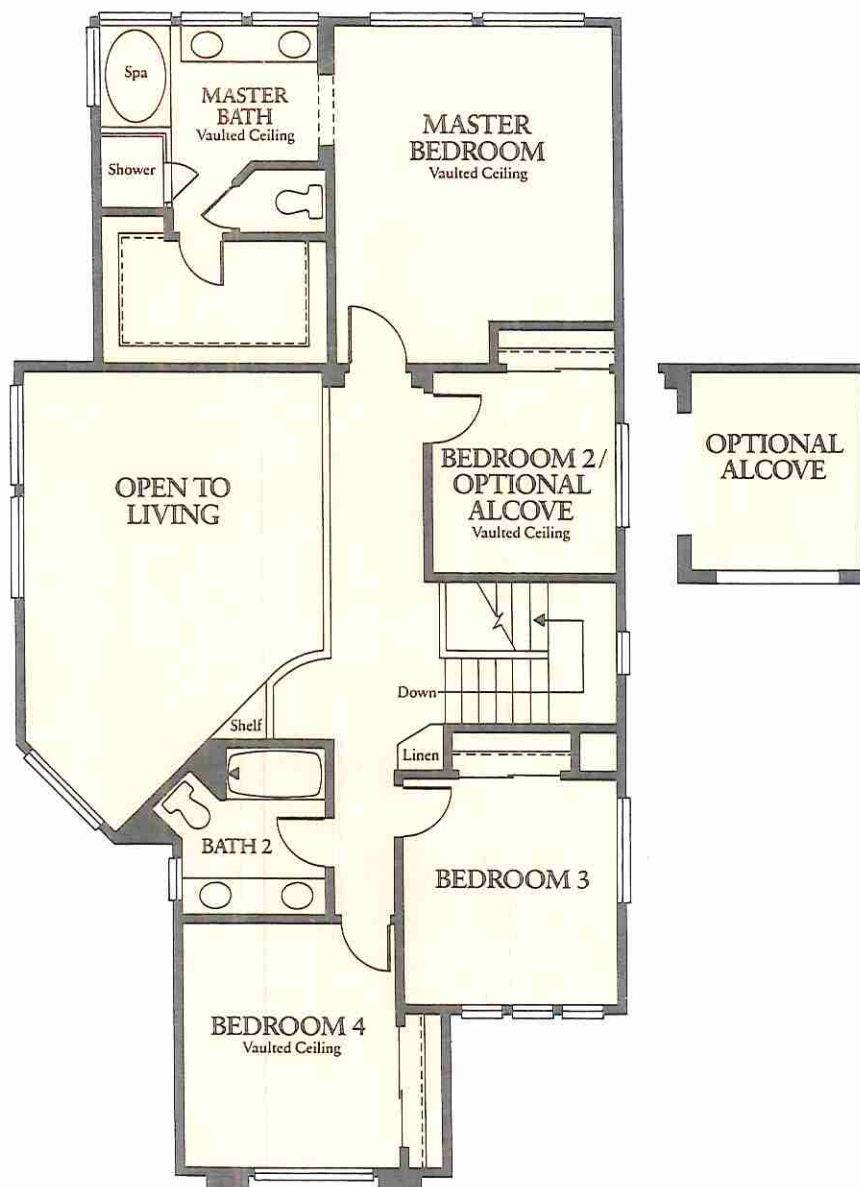 Spa
MASTER
BATH
Vaulted Ceiling
MASTER
BEDROOM
Vaulted Ceiling
Shower
OPEN TO
LIVING
BEDROOM 2/
OPTIONAL
ALCOVE
Vaulted Ceiling
OPTIONAL
ALCOVE
Down
Shelf
Linen
BATH 2
BEDROOM 3
BEDROOM 4
Vaulted Ceiling